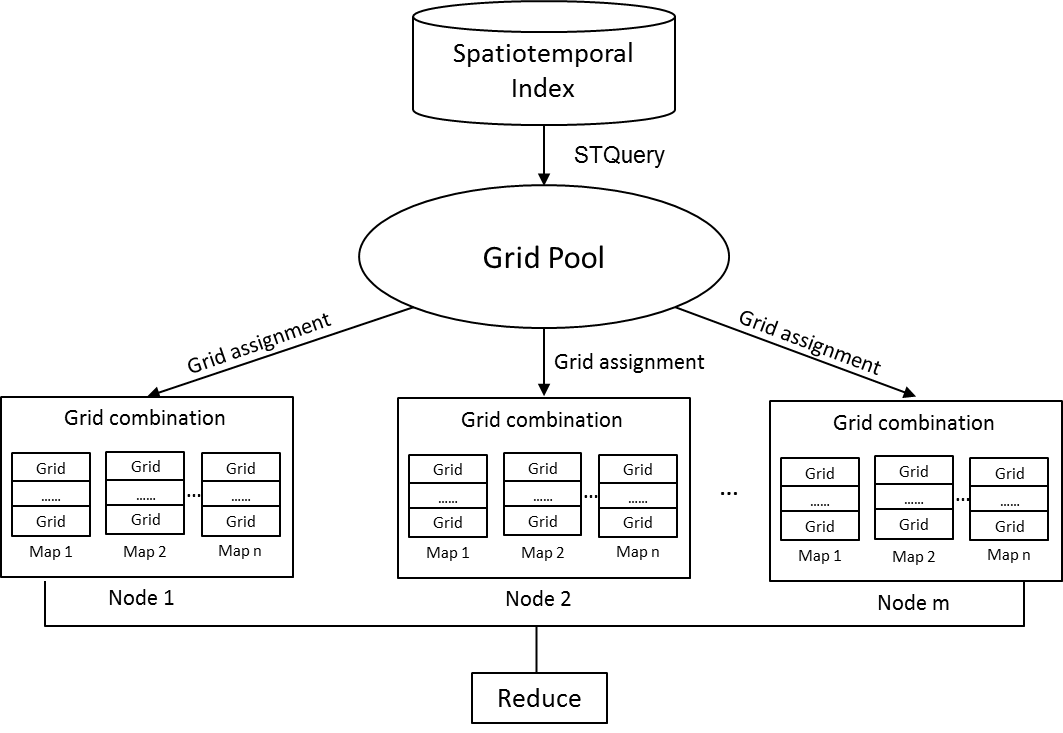 Spatiotemporal
Index
STQuery
Grid Pool
Grid assignment
Grid assignment
Grid assignment
Grid combination
Grid
Grid
Grid
......
......
...
......
Grid
Grid
Grid
Map 1
Map 2
Map n
Node 1
Grid combination
Grid
Grid
Grid
......
......
...
......
Grid
Grid
Grid
Map 1
Map 2
Map n
Node 2
...
Grid combination
Grid
Grid
Grid
......
......
...
......
Grid
Grid
Grid
Map 1
Map 2
Map n
Node m
Reduce